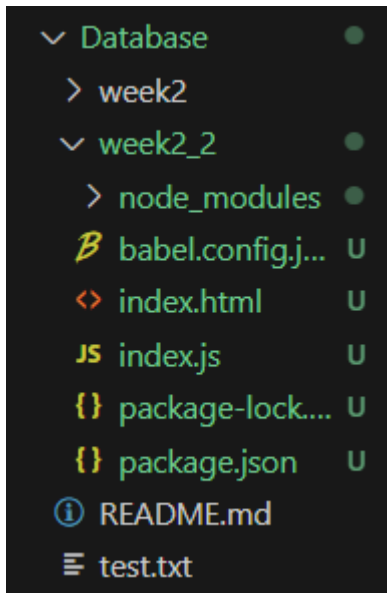 Database
week2
week2_2
node_modules
babel.config.j... U
index.html U
JS index.js U
{} package-lock.... U
{} package.json U
README.md
test.txt